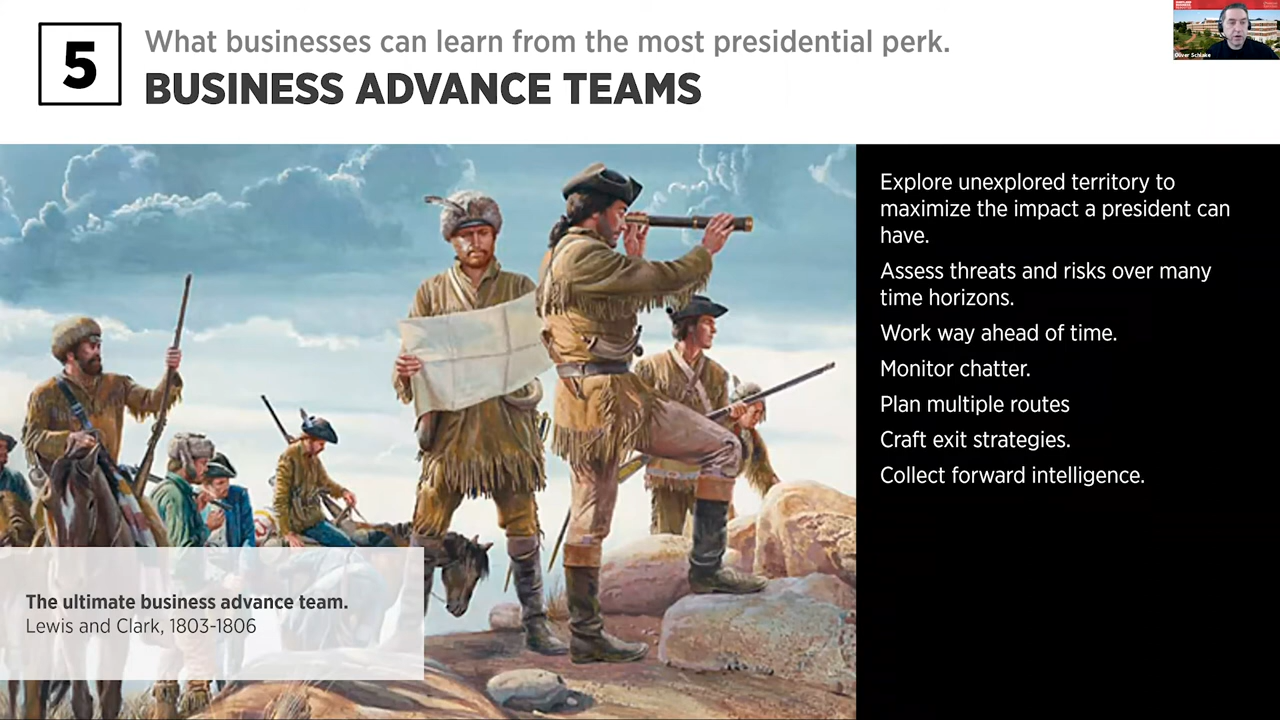 5
What businesses can learn from the most presidential perk.
BUSINESS ADVANCE TEAMS
Explore unexplored territory to
maximize the impact a president can
have.
Assess threats and risks over many
time horizons.
Work way ahead of time.
Monitor chatter.
Plan multiple routes
Craft exit strategies.
Collect forward intelligence.
The ultimate business advance team.
Lewis and Clark, 1803-1806
Oliver Schlake